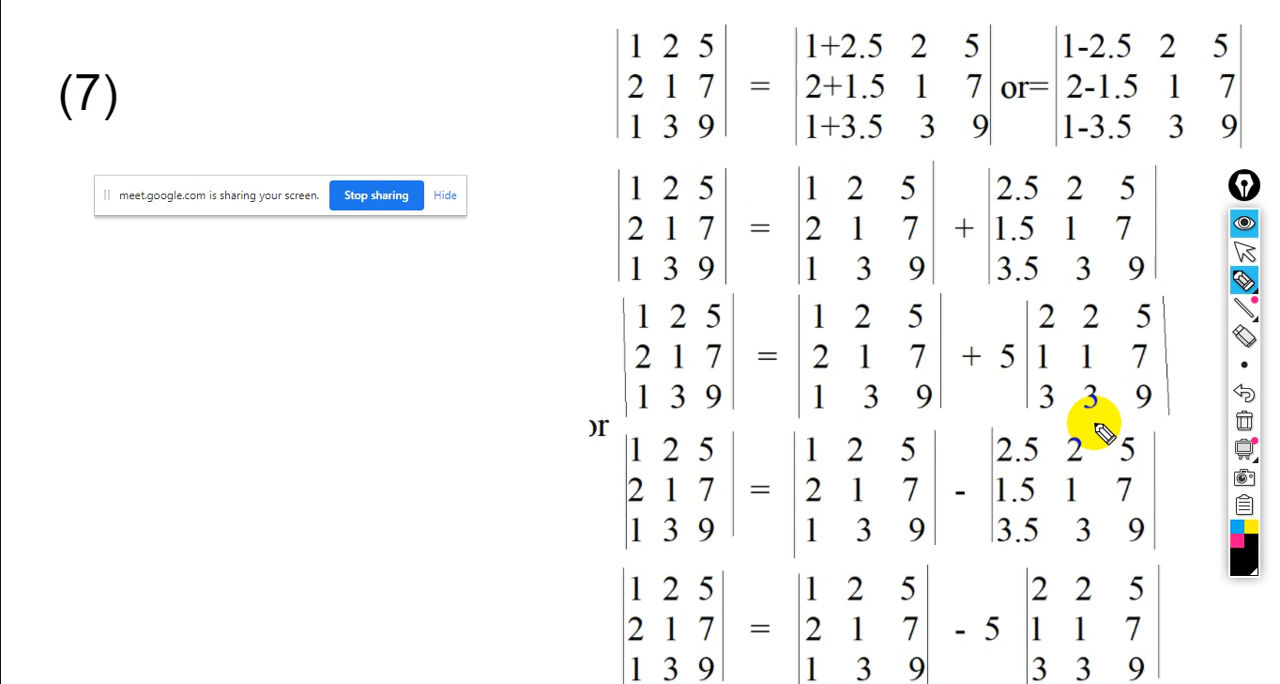 1 2 5 1+2.5 2 5 1-2.5 2 5
(7) 2 1 7 = 2+1.5 1 7 or= 2-1.5 1 7
1 3 9 1+3.5 3 9 1-3.5 3 9
meet.google.com is sharing your screen. Stop sharing Hide
1 2 5 1 2 5 2.5 2 5
2 1 7 = 2 1 7 + 1.5 1 7
1 3 9 1 3 9 3.5 3 9
1 2 5 1 2 5 2 2 5
2 1 7 = 2 1 7 + 5 1 1 7
1 3 9 1 3 9 3 3 9
or
1 2 5 1 2 5 2.5 2 5
2 1 7 = 2 1 7 - 1.5 1 7
1 3 9 1 3 9 3.5 3 9
1 2 5 1 2 5 2 2 5
2 1 7 = 2 1 7 - 5 1 1 7
1 3 9 1 3 9 3 3 9